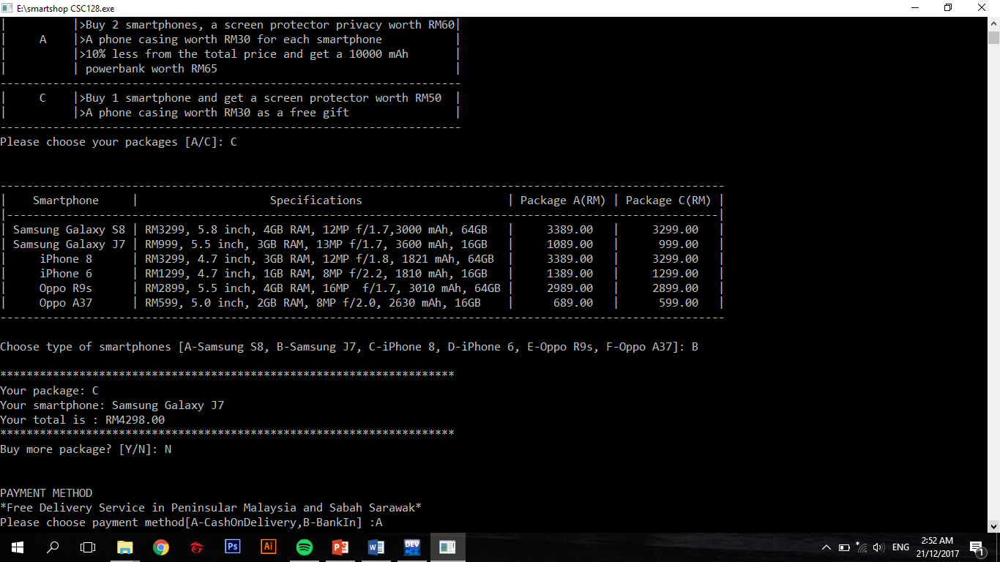 E:\smartshop CSC128.exe
|          |>Buy 2 smartphones, a screen protector privacy worth RM60|
|     A    |>A phone casing worth RM30 for each smartphone           |
|          |>10% less from the total price and get a 10000 mAh       |
|          | powerbank worth RM65                                    |
----------------------------------------------------------------------
|     C    |>Buy 1 smartphone and get a screen protector worth RM50  |
|          |>A phone casing worth RM30 as a free gift                |
----------------------------------------------------------------------
Please choose your packages [A/C]: C
--------------------------------------------------------------------------------------------------------------
|    Smartphone     |                    Specifications                      | Package A(RM) | Package C(RM) |
|------------------------------------------------------------------------------------------------------------|
| Samsung Galaxy S8 | RM3299, 5.8 inch, 4GB RAM, 12MP f/1.7,3000 mAh, 64GB   |     3389.00   |     3299.00   |
| Samsung Galaxy J7 | RM999, 5.5 inch, 3GB RAM, 13MP f/1.7, 3600 mAh, 16GB   |     1089.00   |      999.00   |
|     iPhone 8      | RM3299, 4.7 inch, 3GB RAM, 12MP f/1.8, 1821 mAh, 64GB  |     3389.00   |     3299.00   |
|     iPhone 6      | RM1299, 4.7 inch, 1GB RAM, 8MP f/2.2, 1810 mAh, 16GB   |     1389.00   |     1299.00   |
|     Oppo R9s      | RM2899, 5.5 inch, 4GB RAM, 16MP  f/1.7, 3010 mAh, 64GB |     2989.00   |     2899.00   |
|     Oppo A37      | RM599, 5.0 inch, 2GB RAM, 8MP f/2.0, 2630 mAh, 16GB    |      689.00   |      599.00   |
--------------------------------------------------------------------------------------------------------------
Choose type of smartphones [A-Samsung S8, B-Samsung J7, C-iPhone 8, D-iPhone 6, E-Oppo R9s, F-Oppo A37]: B
*********************************************************************
Your package: C
Your smartphone: Samsung Galaxy J7
Your total is : RM4298.00
*********************************************************************
Buy more package? [Y/N]: N
PAYMENT METHOD
*Free Delivery Service in Peninsular Malaysia and Sabah Sarawak*
Please choose payment method[A-CashOnDelivery,B-BankIn] :A
Ps Ai P W DEV ENG 2:52 AM
21/12/2017 1